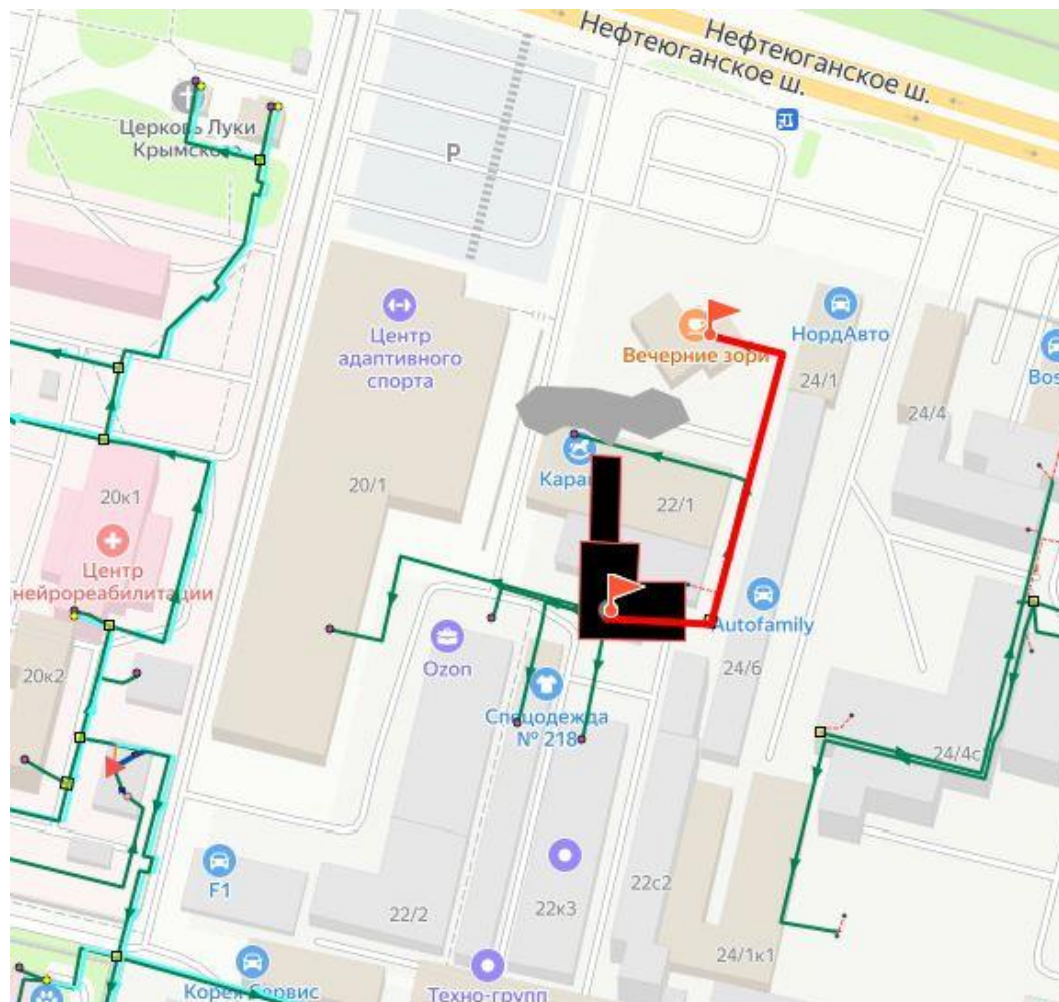 Нефтеюганское ш.
Нефтеюганское ш.
Церковь Луки
Крымского
P
Центр
адаптивного
спорта
НордАвто
Вечерние зори
24/1
24/4
Bos
20/1
20к1
22/1
Центр
нейрореабилитации
Autofamily
Ozon
24/6
20к2
Спецодежда
№ 218
24/4с
F1
22/2
22к3
22с2
24/1к1
Корея Сервис
Техно-групп